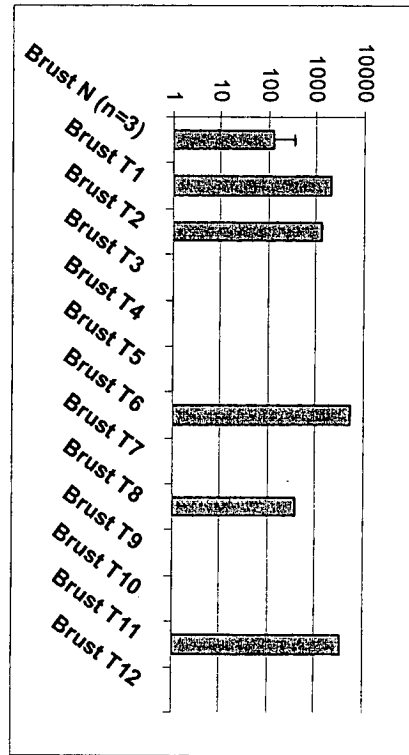 10000
1000
100
10
1
Brust N (n=3)
Brust T1
Brust T2
Brust T3
Brust T4
Brust T5
Brust T6
Brust T7
Brust T8
Brust T9
Brust T10
Brust T11
Brust T12